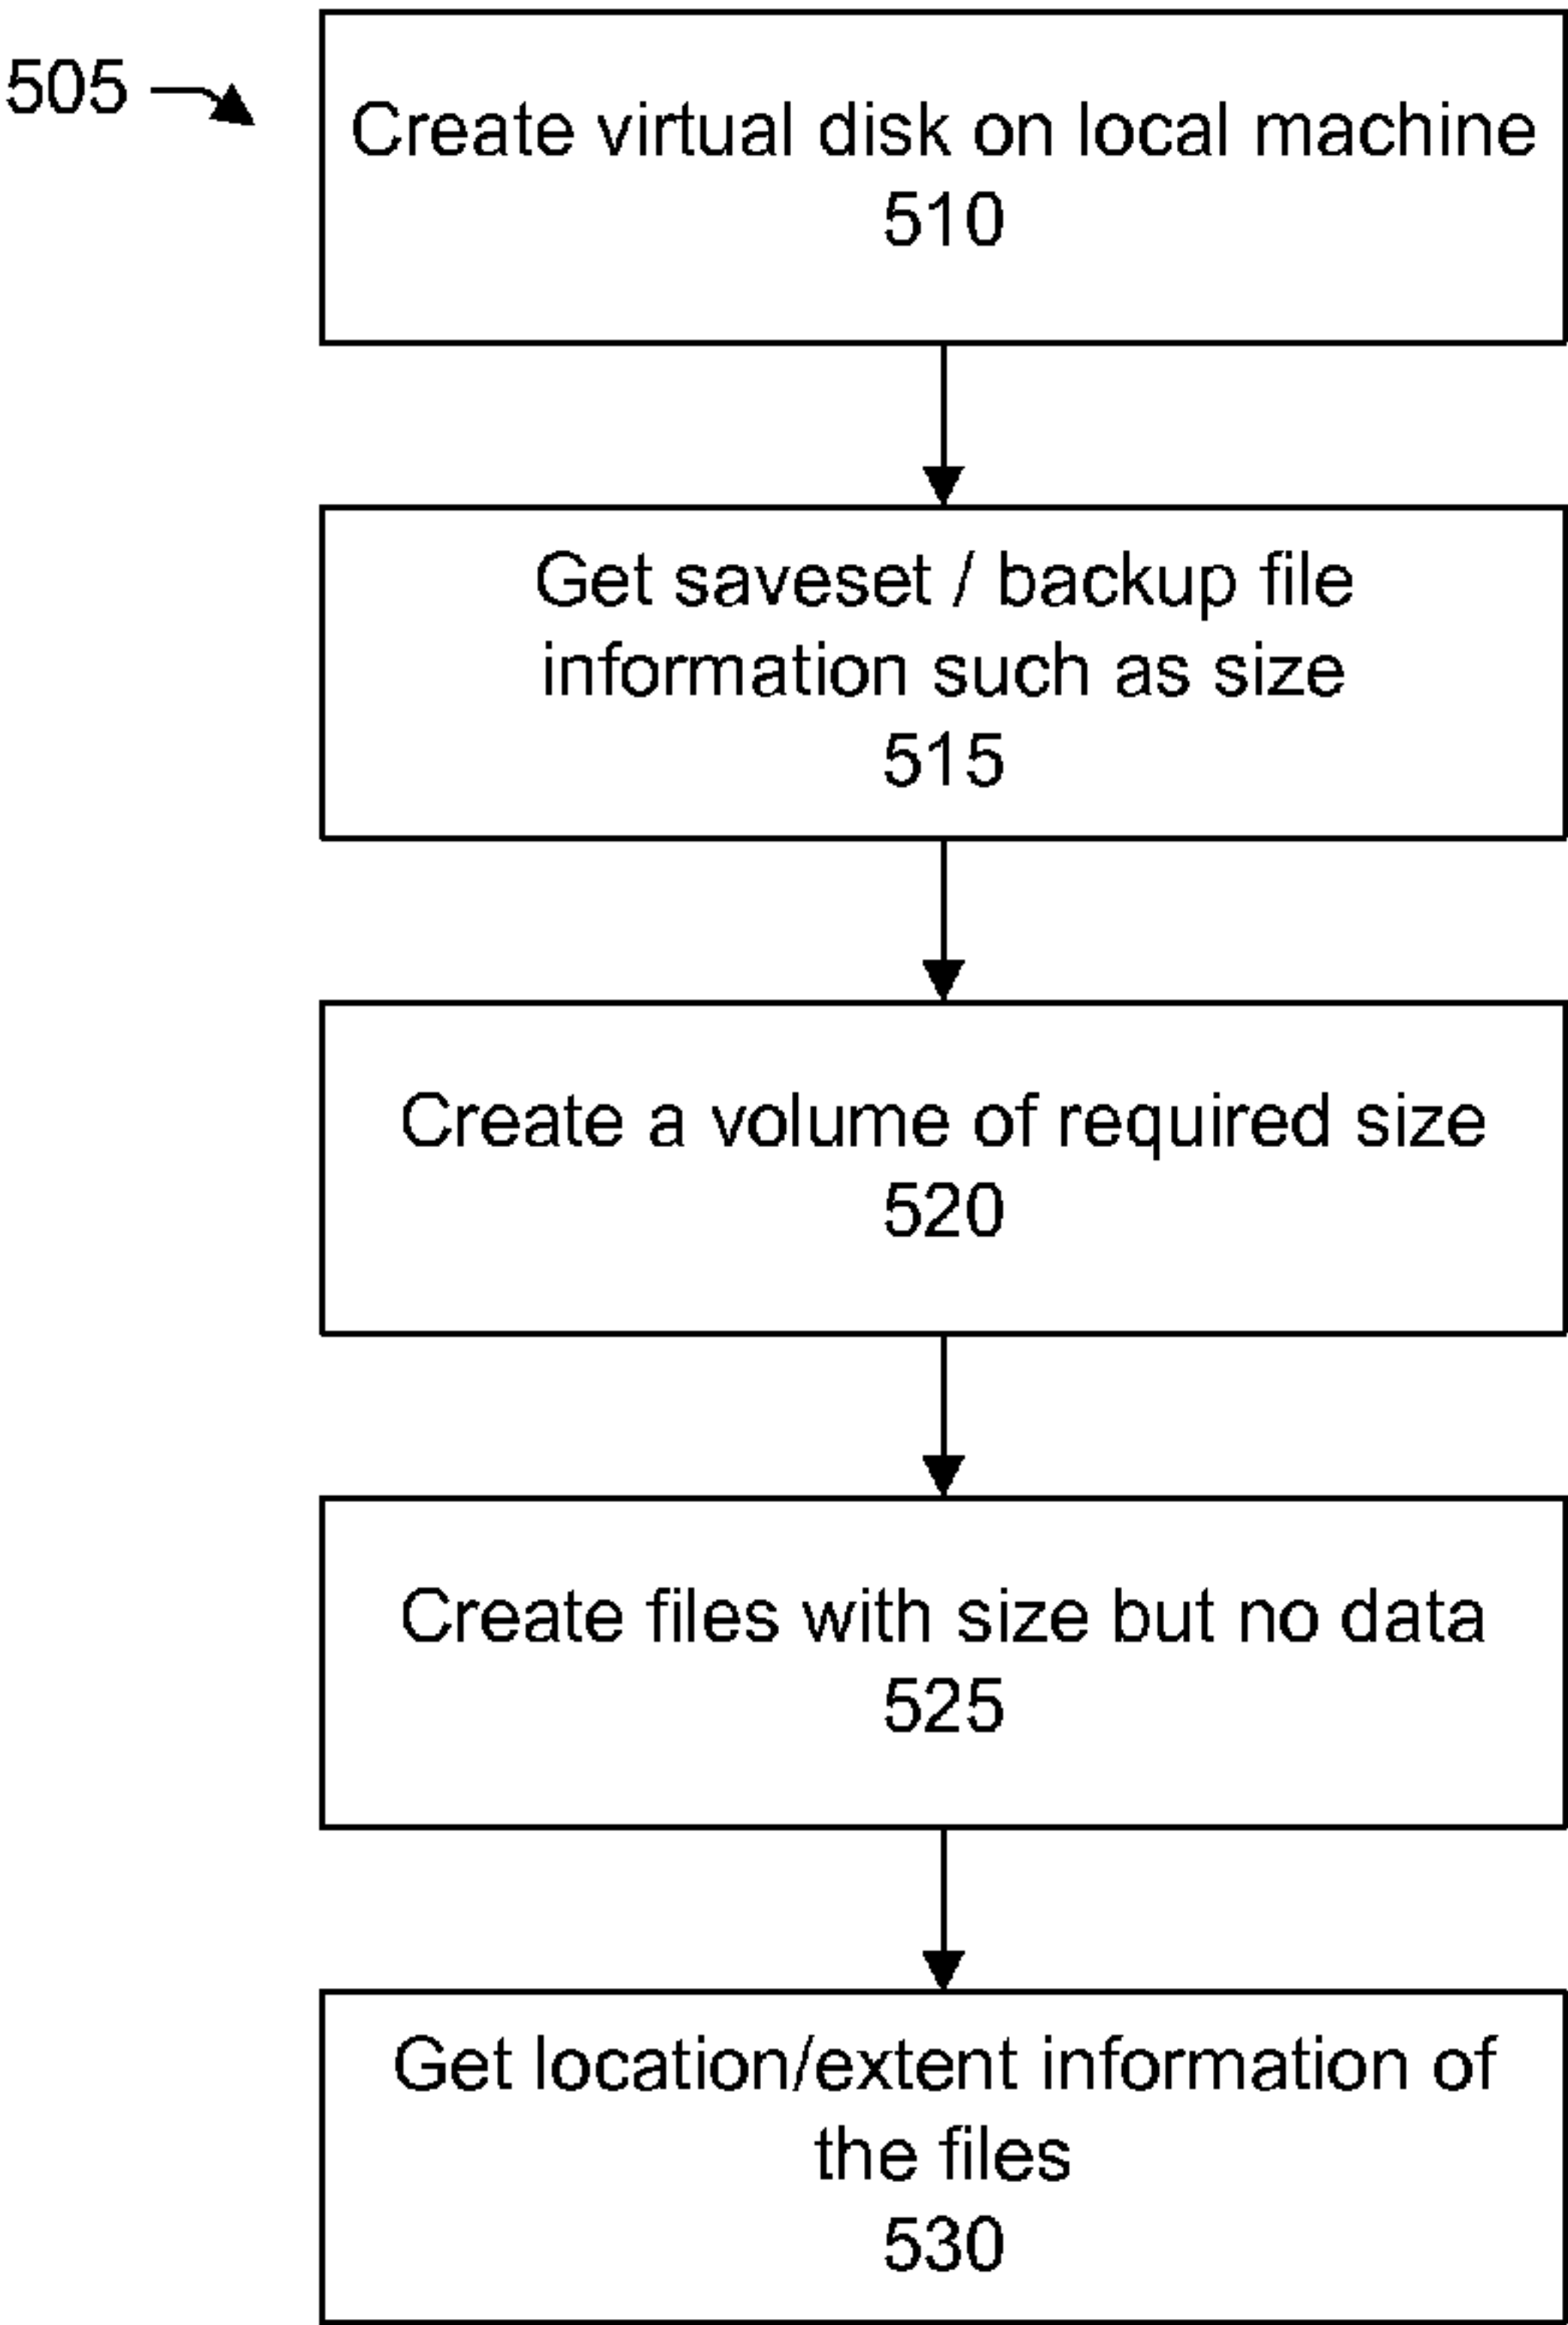 505
Create virtual disk on local machine
510
Get saveset / backup file
information such as size
515
Create a volume of required size
520
Create files with size but no data
525
Get location/extent information of
the files
530